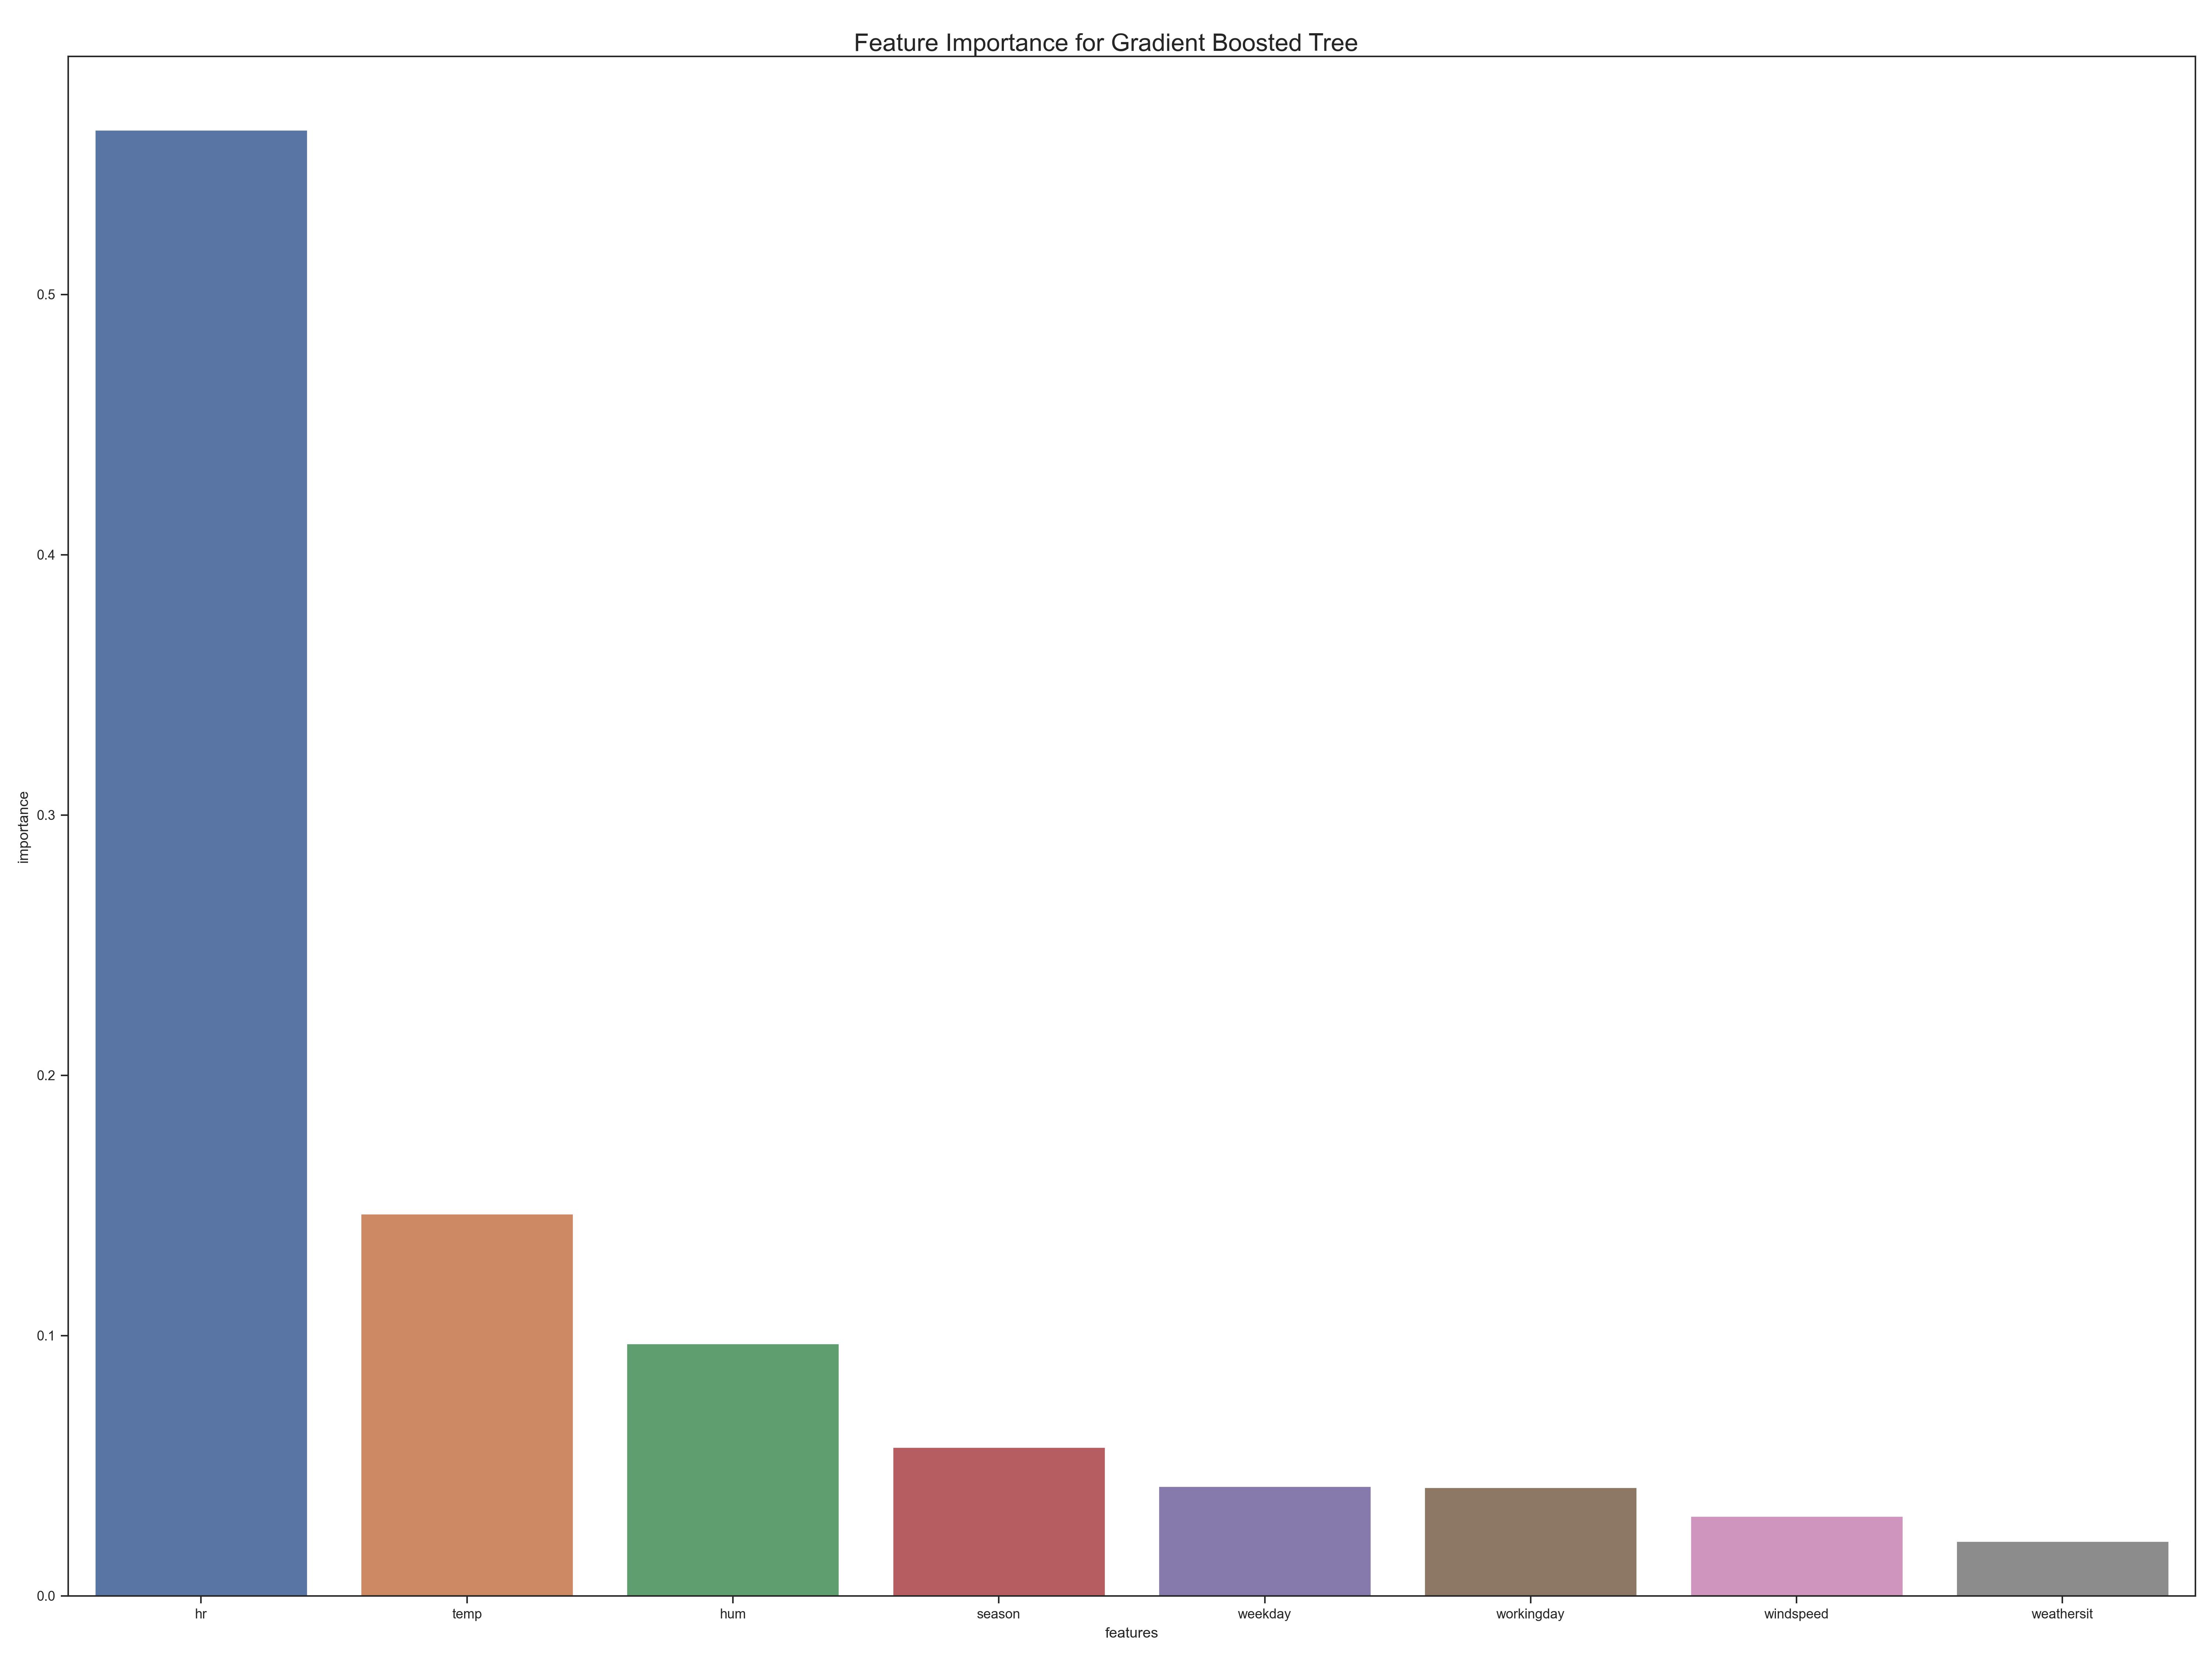 Feature Importance for Gradient Boosted Tree
0.5
0.4
0.3
0.2
0.1
0.0
importance
hr temp hum season weekday workingday windspeed weathersit
features